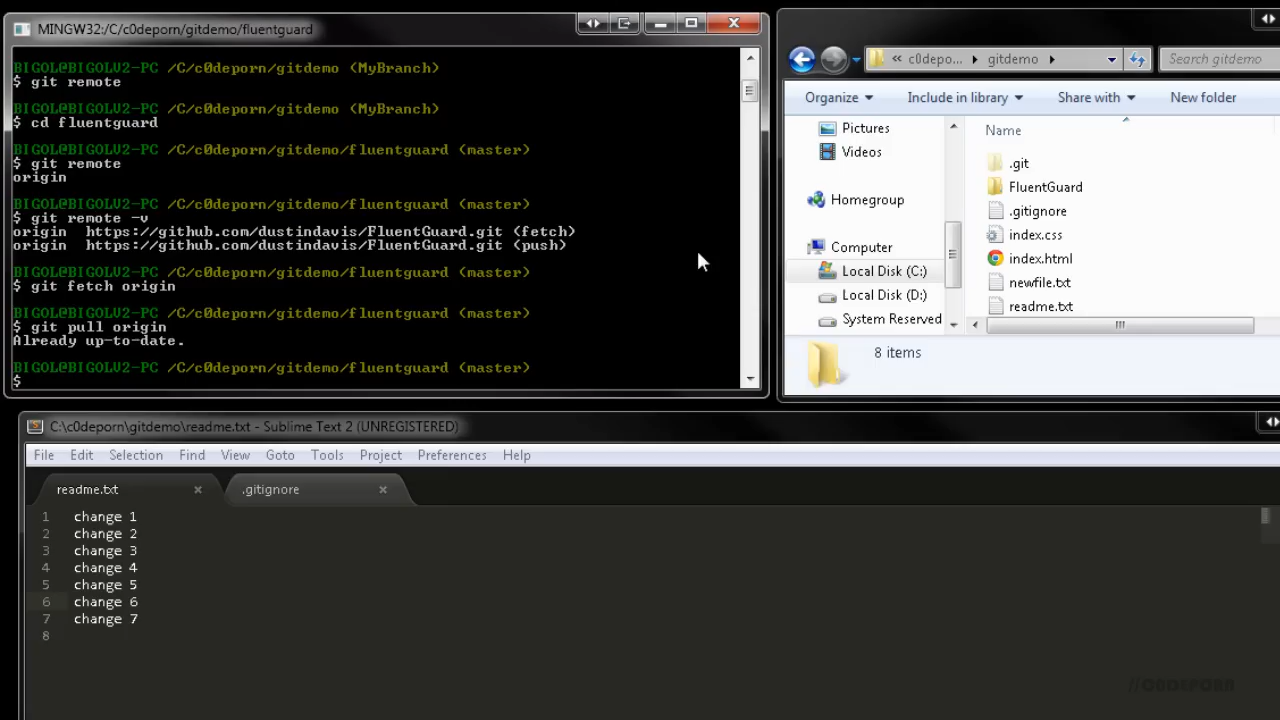 MINGW32:/C/c0deporn/gitdemo/fluentguard
BIGOL@BIGOLV2-PC /C/c0deporn/gitdemo (MyBranch)
$ git remote
BIGOL@BIGOLV2-PC /C/c0deporn/gitdemo (MyBranch)
$ cd fluentguard
BIGOL@BIGOLV2-PC /C/c0deporn/gitdemo/fluentguard (master)
$ git remote
origin
BIGOL@BIGOLV2-PC /C/c0deporn/gitdemo/fluentguard (master)
$ git remote -v
origin https://github.com/dustindavis/FluentGuard.git (fetch)
origin https://github.com/dustindavis/FluentGuard.git (push)
BIGOL@BIGOLV2-PC /C/c0deporn/gitdemo/fluentguard (master)
$ git fetch origin
BIGOL@BIGOLV2-PC /C/c0deporn/gitdemo/fluentguard (master)
$ git pull origin
Already up-to-date.
BIGOL@BIGOLV2-PC /C/c0deporn/gitdemo/fluentguard (master)
$
« c0depo... gitdemo
Search gitdemo
Organize Include in library Share with New folder
Pictures
Videos
Homegroup
Computer
Local Disk (C:)
Local Disk (D:)
System Reserved
Name
.git
FluentGuard
.gitignore
index.css
index.html
newfile.txt
readme.txt
8 items
C:\c0deporn\gitdemo\readme.txt - Sublime Text 2 (UNREGISTERED)
File Edit Selection Find View Goto Tools Project Preferences Help
readme.txt
.gitignore
1 change 1
2 change 2
3 change 3
4 change 4
5 change 5
6 change 6
7 change 7
8
//C0DEPORN